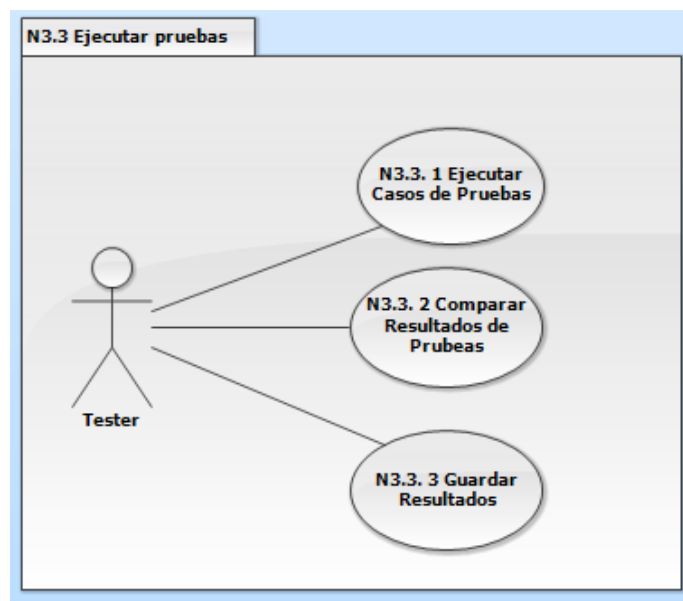 N3.3 Ejecutar pruebas
N3.3. 1 Ejecutar
Casos de Pruebas
N3.3. 2 Comparar
Resultados de
Prubeas
Tester
N3.3. 3 Guardar
Resultados